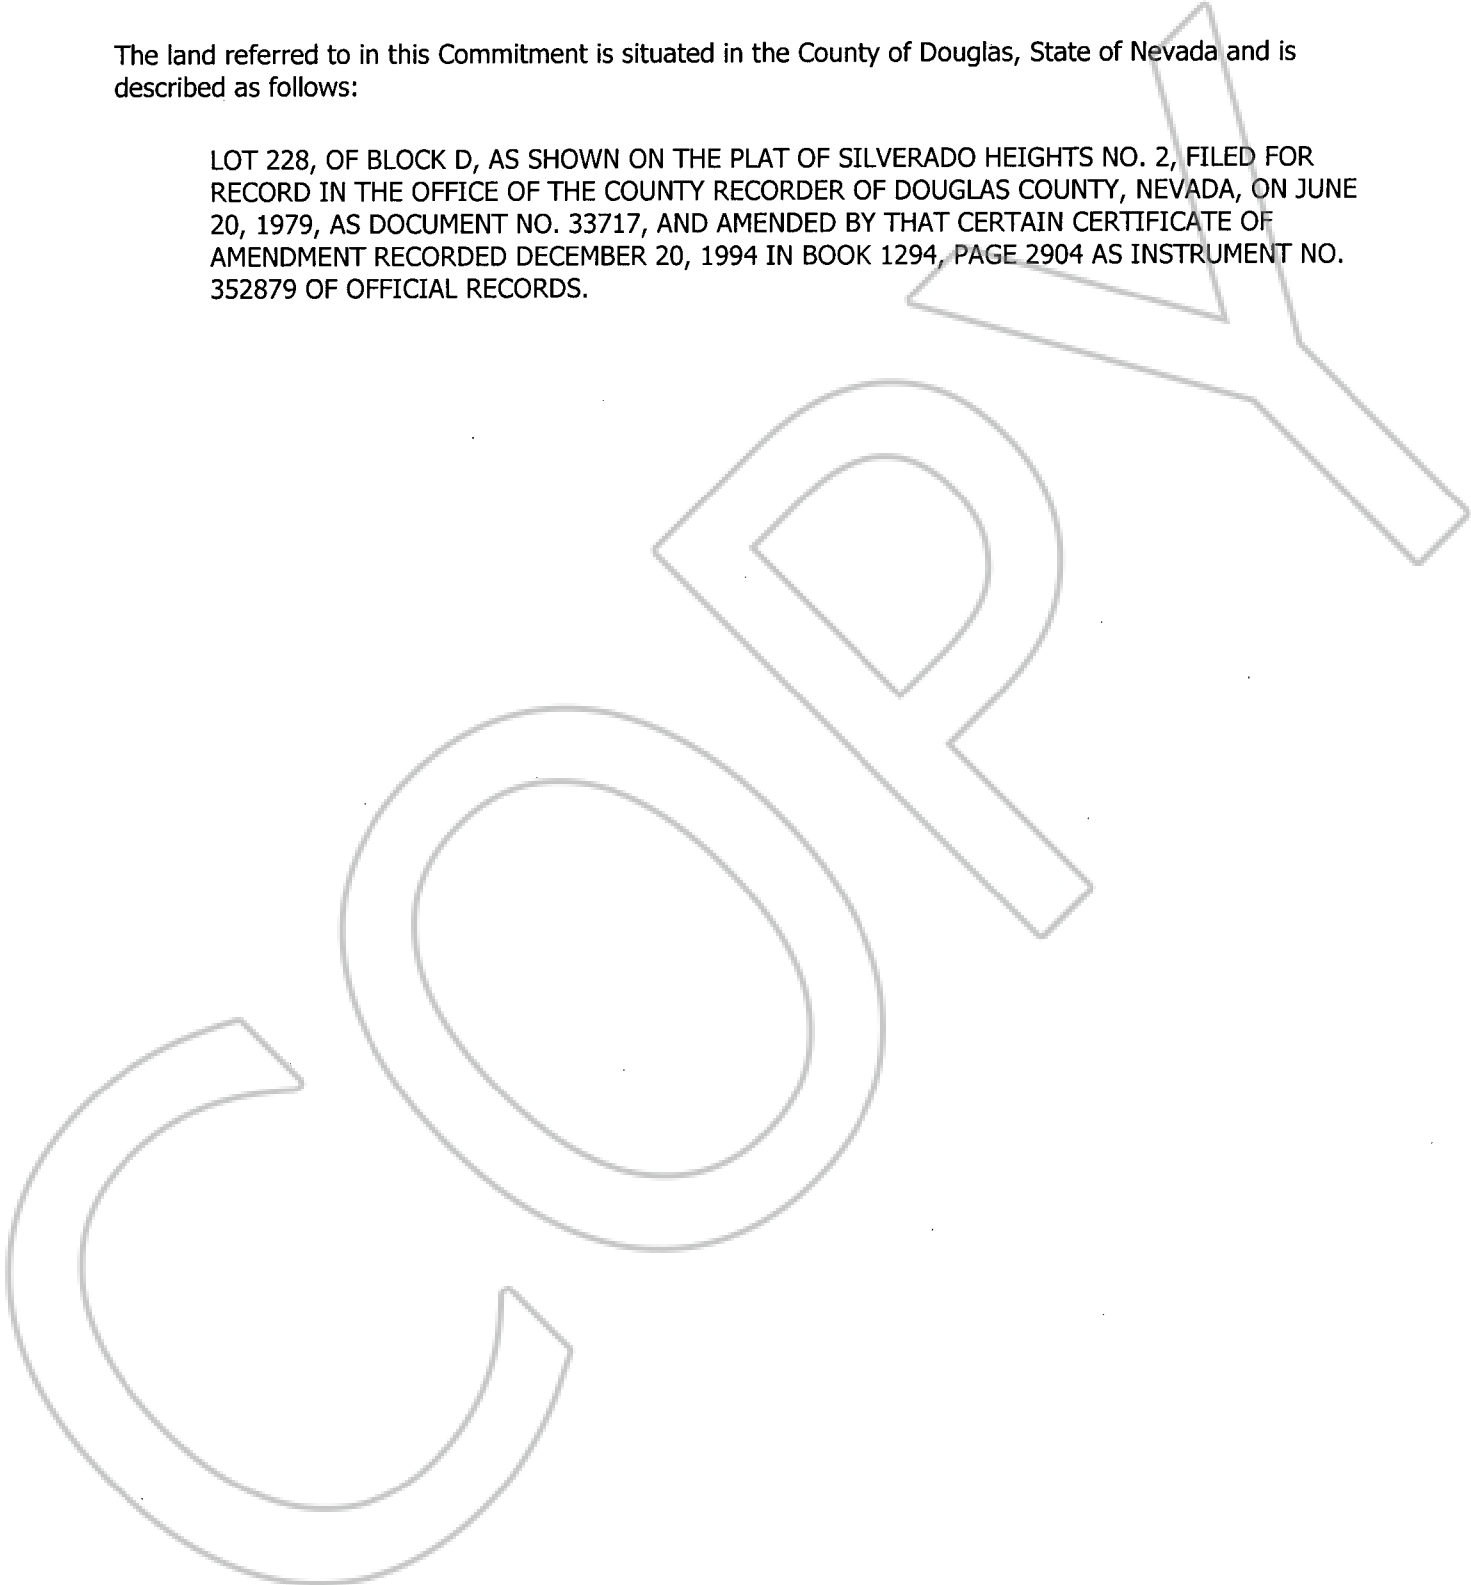 The land referred to in this Commitment is situated in the County of Douglas, State of Nevada and is
described as follows:
LOT 228, OF BLOCK D, AS SHOWN ON THE PLAT OF SILVERADO HEIGHTS NO. 2, FILED FOR
RECORD IN THE OFFICE OF THE COUNTY RECORDER OF DOUGLAS COUNTY, NEVADA, ON JUNE
20, 1979, AS DOCUMENT NO. 33717, AND AMENDED BY THAT CERTAIN CERTIFICATE OF
AMENDMENT RECORDED DECEMBER 20, 1994 IN BOOK 1294, PAGE 2904 AS INSTRUMENT NO.
352879 OF OFFICIAL RECORDS.
COPY